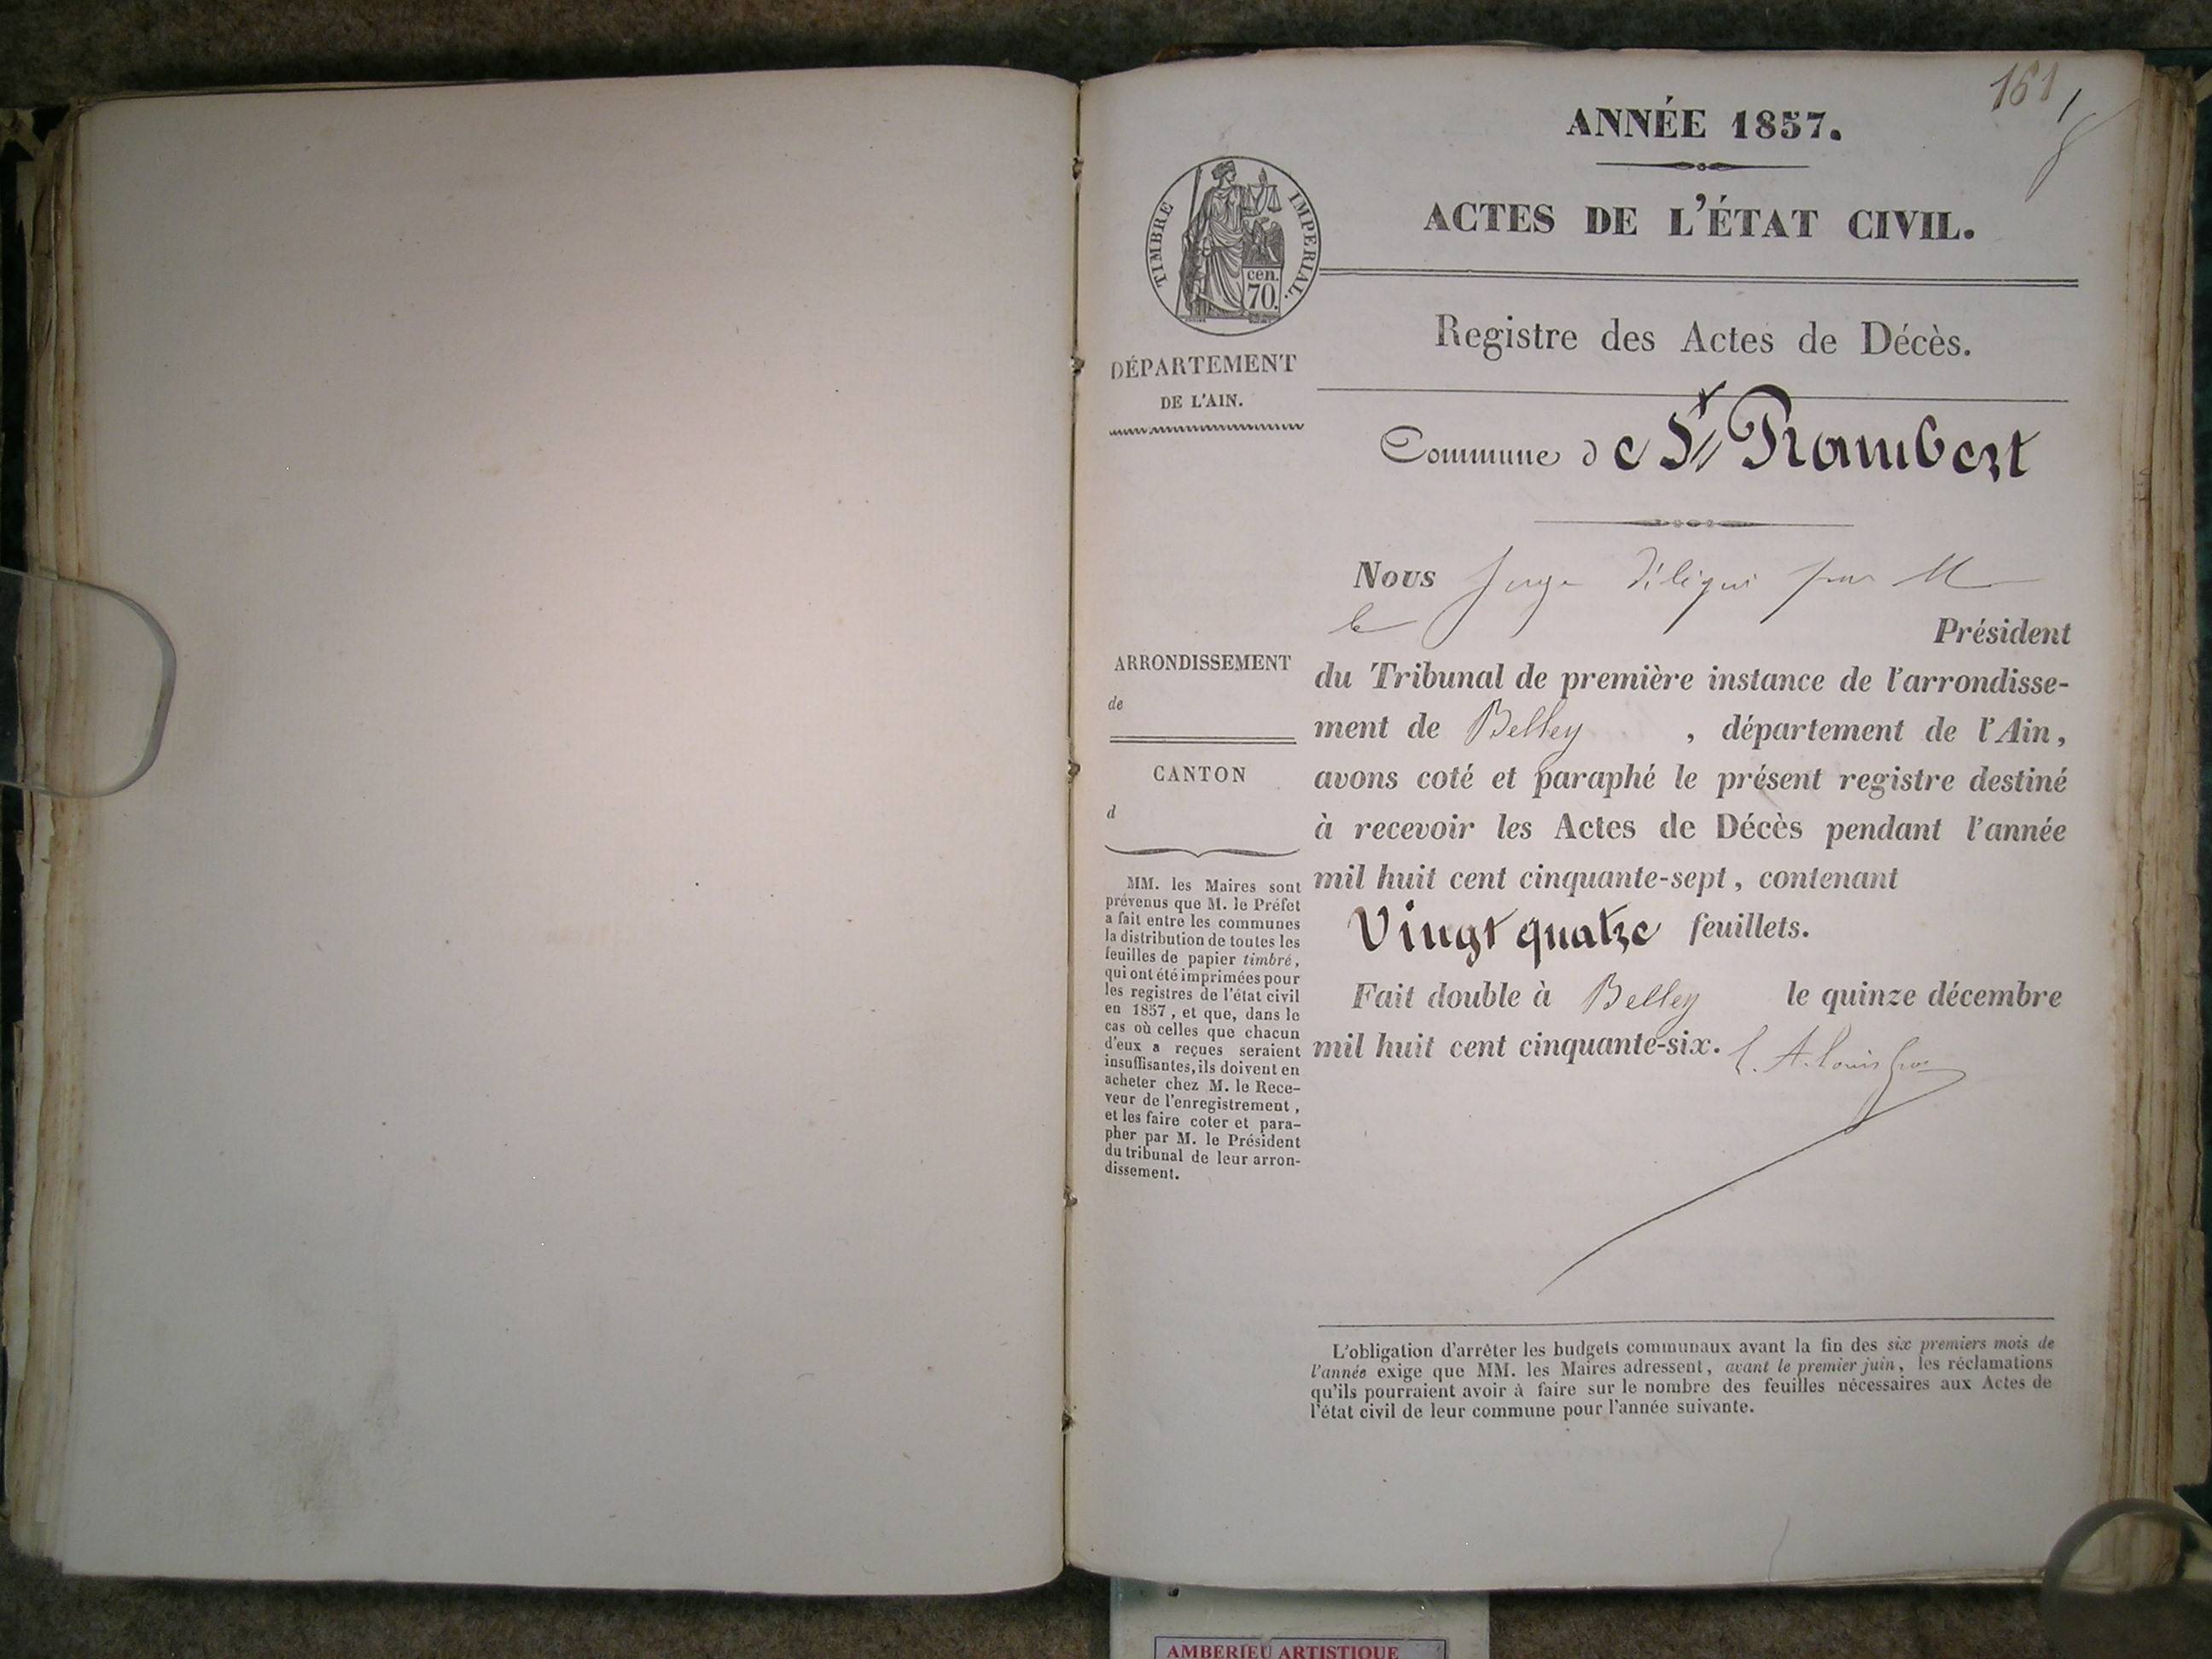 161
ANNÉE 1857.
ACTES DE L'ÉTAT CIVIL.
TIMBRE IMPERIAL.
cen.
70.
Registre des Actes de Décès.
DÉPARTEMENT
DE L'AIN.
Commune de St Rambert
Nous Juge délégué par M
le Président
du Tribunal de première instance de l'arrondisse-
ment de Belley , département de l'Ain,
avons coté et paraphé le présent registre destiné
à recevoir les Actes de Décès pendant l'année
mil huit cent cinquante-sept, contenant
Vingt quatre feuillets.
Fait double à Belley le quinze décembre
mil huit cent cinquante-six.
ARRONDISSEMENT
de
CANTON
d
MM. les Maires sont
prévenus que M. le Préfet
a fait entre les communes
la distribution de toutes les
feuilles de papier timbré,
qui ont été imprimées pour
les registres de l'état civil
en 1857, et que, dans le
cas où celles que chacun
d'eux a reçues seraient
insuffisantes, ils doivent en
acheter chez M. le Rece-
veur de l'enregistrement,
et les faire coter et para-
pher par M. le Président
du tribunal de leur arron-
dissement.
L'obligation d'arrêter les budgets communaux avant la fin des six premiers mois de
l'année exige que MM. les Maires adressent, avant le premier juin, les réclamations
qu'ils pourraient avoir à faire sur le nombre des feuilles nécessaires aux Actes de
l'état civil de leur commune pour l'année suivante.
AMBERIEU ARTISTIQUE